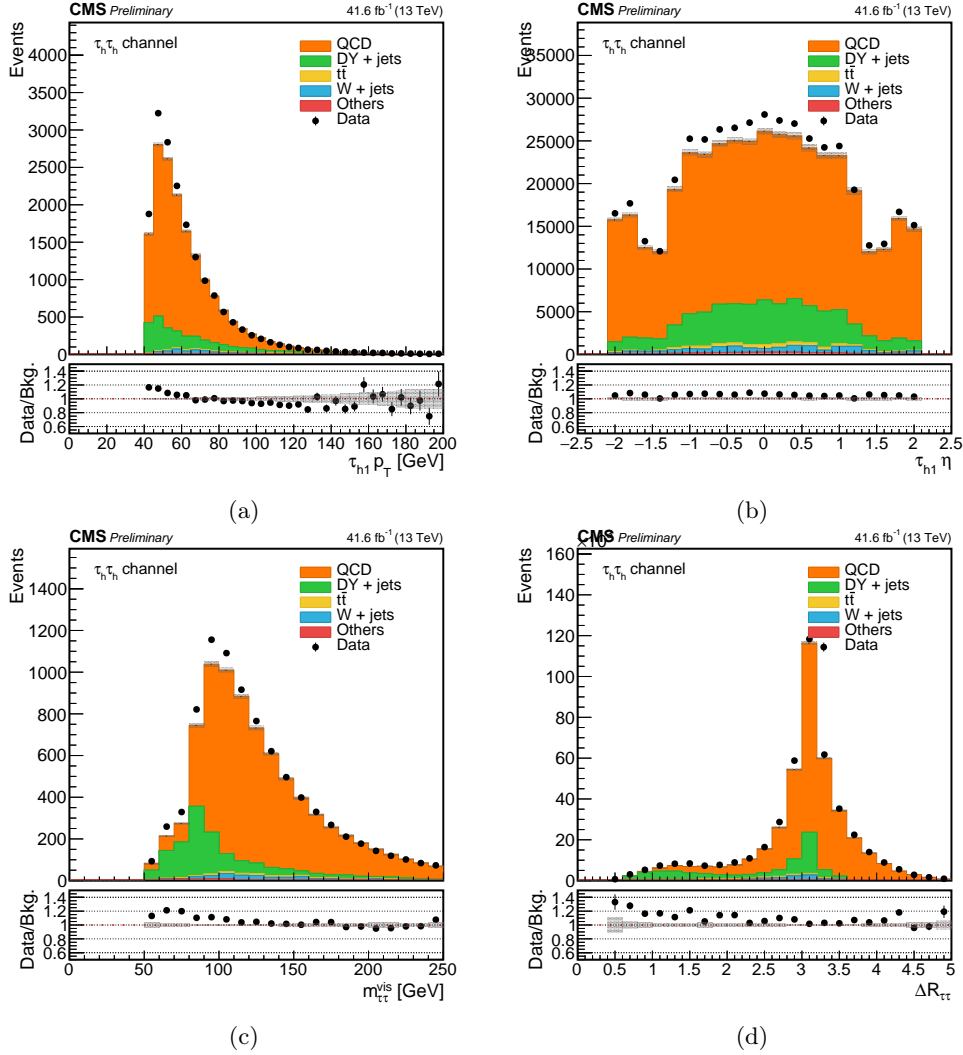 CMS Preliminary 41.6 fb⁻¹ (13 TeV)
Events
τhτh channel
QCD
DY + jets
tt̄
W + jets
Others
Data
4000
3500
3000
2500
2000
1500
1000
500
0
Data/Bkg.
1.4
1.2
1
0.8
0.6
0 20 40 60 80 100 120 140 160 180 200
τh1 pT [GeV]
(a)
CMS Preliminary 41.6 fb⁻¹ (13 TeV)
Events
τhτh channel
QCD
DY + jets
tt̄
W + jets
Others
Data
35000
30000
25000
20000
15000
10000
5000
0
Data/Bkg.
1.4
1.2
1
0.8
0.6
−2.5 −2 −1.5 −1 −0.5 0 0.5 1 1.5 2 2.5
τh1 η
(b)
CMS Preliminary 41.6 fb⁻¹ (13 TeV)
Events
τhτh channel
QCD
DY + jets
tt̄
W + jets
Others
Data
1400
1200
1000
800
600
400
200
0
Data/Bkg.
1.4
1.2
1
0.8
0.6
0 50 100 150 200 250
mττvis [GeV]
(c)
CMS Preliminary 41.6 fb⁻¹ (13 TeV)
Events
τhτh channel
QCD
DY + jets
tt̄
W + jets
Others
Data
160
140
120
100
80
60
40
20
0
Data/Bkg.
1.4
1.2
1
0.8
0.6
0 0.5 1 1.5 2 2.5 3 3.5 4 4.5 5
ΔRττ
(d)